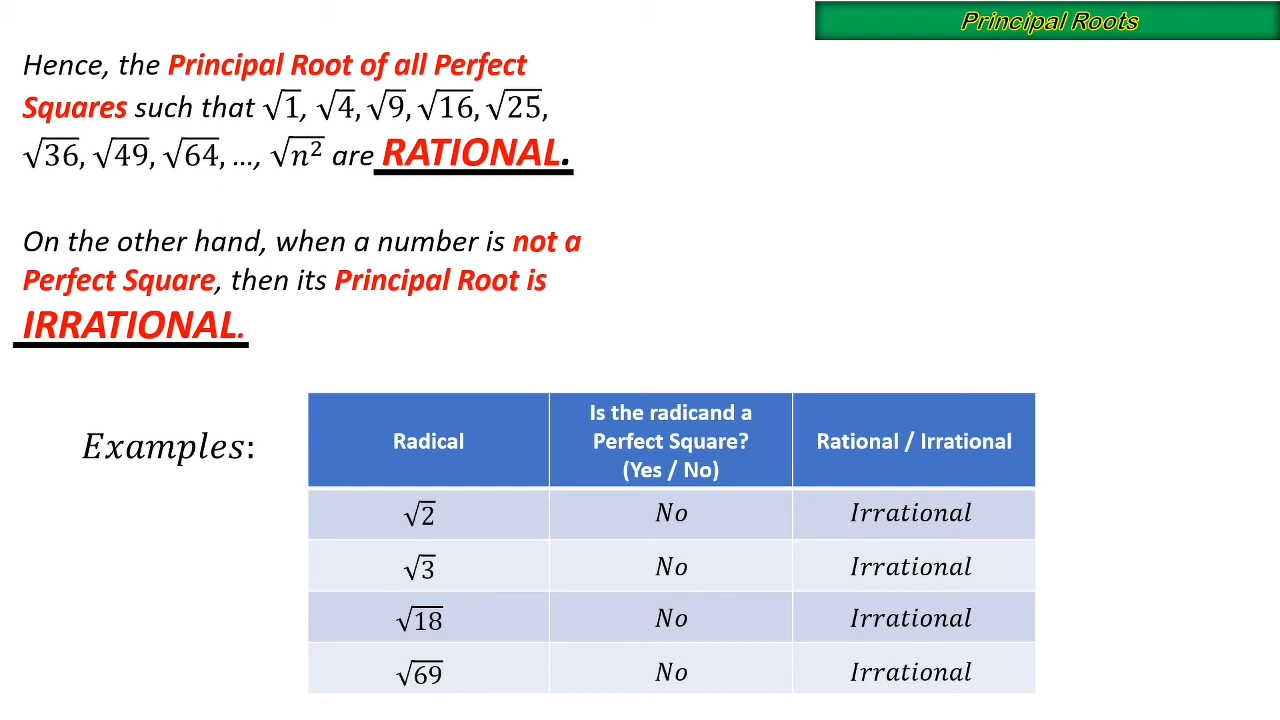 Principal Roots
Hence, the Principal Root of all Perfect
Squares such that √1, √4, √9, √16, √25,
√36, √49, √64, ..., √n² are RATIONAL.
On the other hand, when a number is not a
Perfect Square, then its Principal Root is
IRRATIONAL.
Examples:
Radical
Is the radicand a
Perfect Square?
(Yes / No)
Rational / Irrational
√2 No Irrational
√3 No Irrational
√18 No Irrational
√69 No Irrational